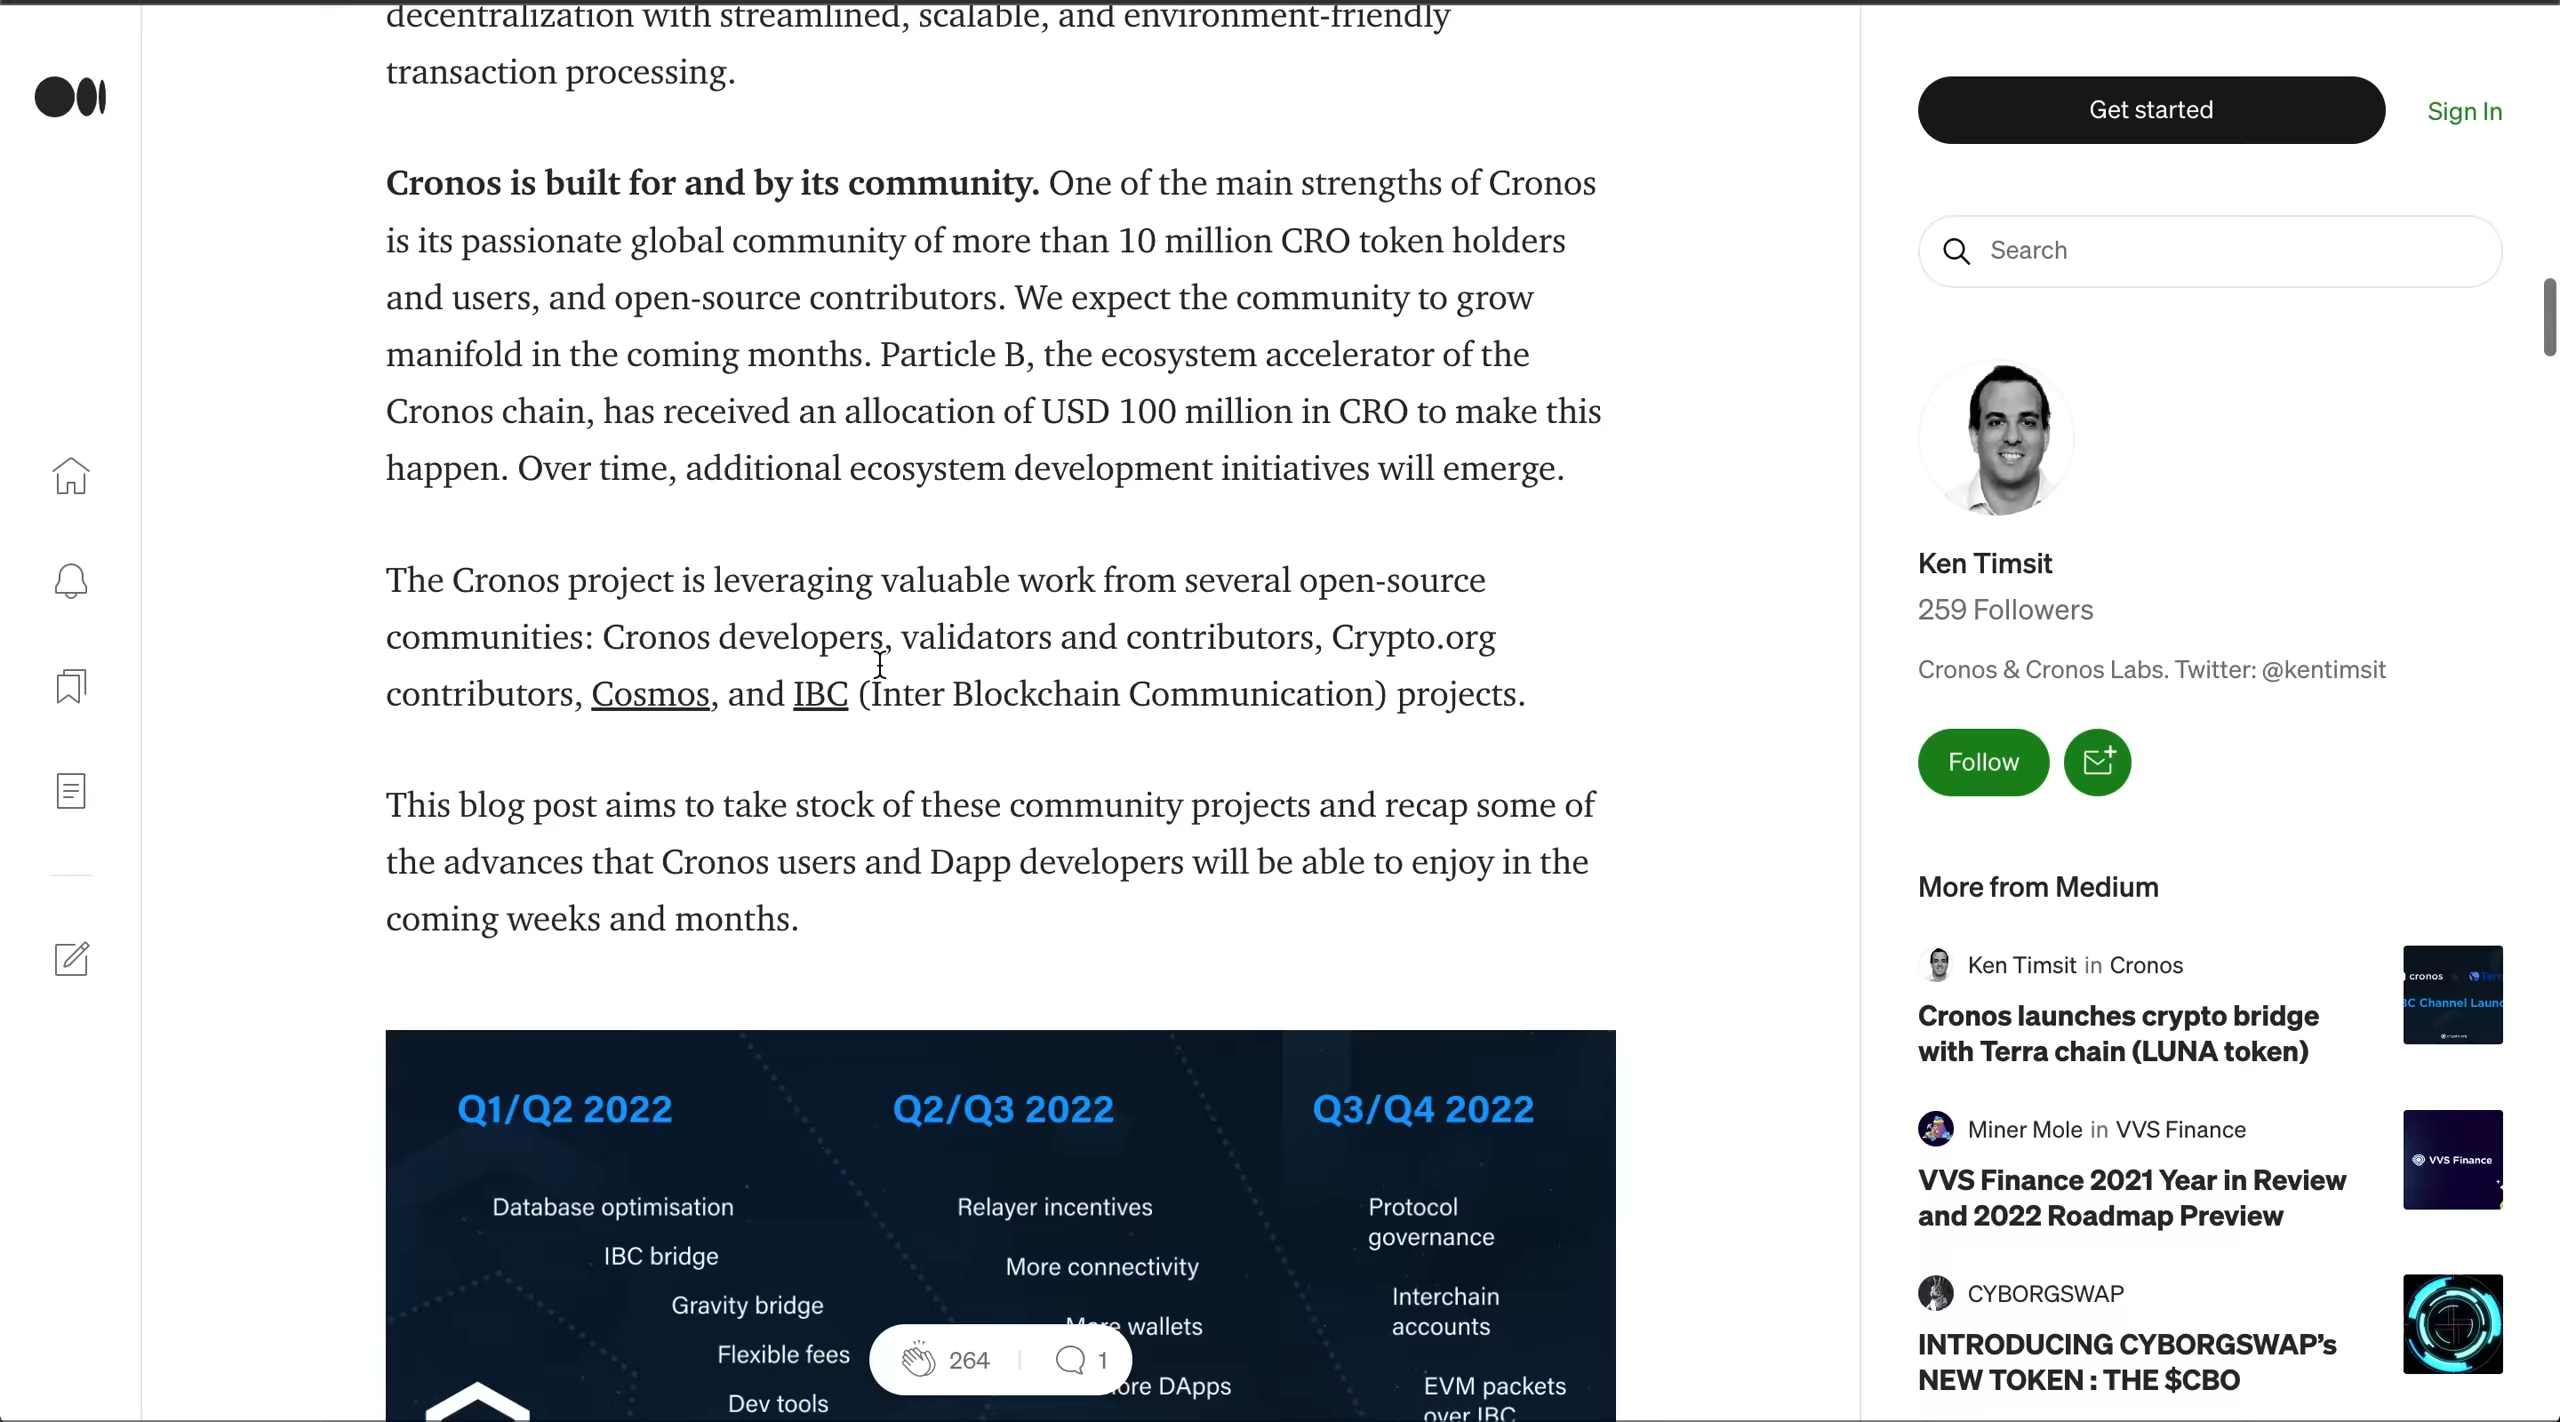 decentralization with streamlined, scalable, and environment-friendly
transaction processing.
Cronos is built for and by its community. One of the main strengths of Cronos
is its passionate global community of more than 10 million CRO token holders
and users, and open-source contributors. We expect the community to grow
manifold in the coming months. Particle B, the ecosystem accelerator of the
Cronos chain, has received an allocation of USD 100 million in CRO to make this
happen. Over time, additional ecosystem development initiatives will emerge.
The Cronos project is leveraging valuable work from several open-source
communities: Cronos developers, validators and contributors, Crypto.org
contributors, Cosmos, and IBC (Inter Blockchain Communication) projects.
This blog post aims to take stock of these community projects and recap some of
the advances that Cronos users and Dapp developers will be able to enjoy in the
coming weeks and months.
Q1/Q2 2022
Database optimisation
IBC bridge
Gravity bridge
Flexible fees
Dev tools
Q2/Q3 2022
Relayer incentives
More connectivity
More wallets
ore DApps
Q3/Q4 2022
Protocol
governance
Interchain
accounts
EVM packets
over IBC
264
1
Get started
Sign In
Search
Ken Timsit
259 Followers
Cronos & Cronos Labs. Twitter: @kentimsit
Follow
More from Medium
Ken Timsit in Cronos
Cronos launches crypto bridge
with Terra chain (LUNA token)
cronos
BC Channel Launc
Miner Mole in VVS Finance
VVS Finance 2021 Year in Review
and 2022 Roadmap Preview
VVS Finance
CYBORGSWAP
INTRODUCING CYBORGSWAP's
NEW TOKEN : THE $CBO